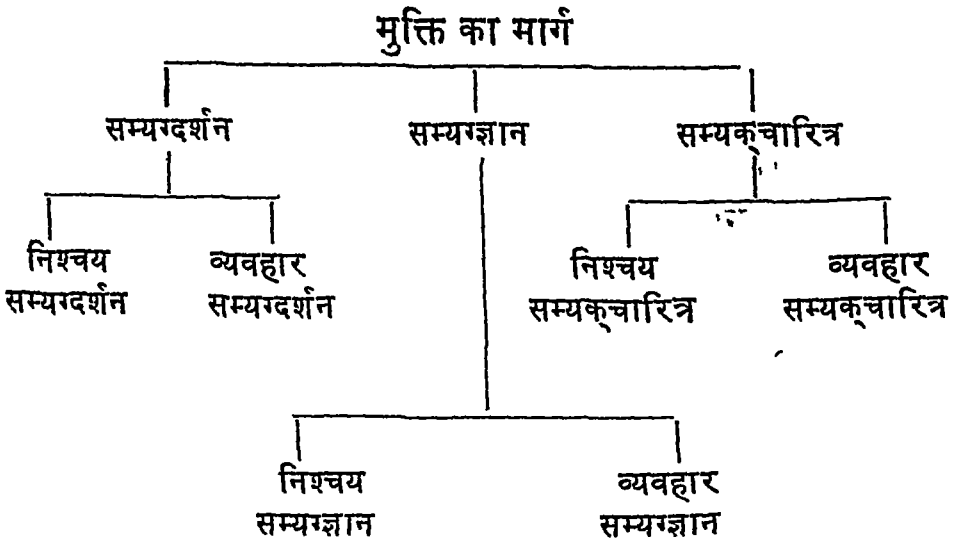 मुक्ति का मार्ग
सम्यग्दर्शन सम्यग्ज्ञान सम्यक्‌चारित्र
निश्चय व्यवहार निश्चय व्यवहार
सम्यग्दर्शन सम्यग्दर्शन सम्यक्‌चारित्र सम्यक्‌चारित्र
निश्चय व्यवहार
सम्यग्ज्ञान सम्यग्ज्ञान